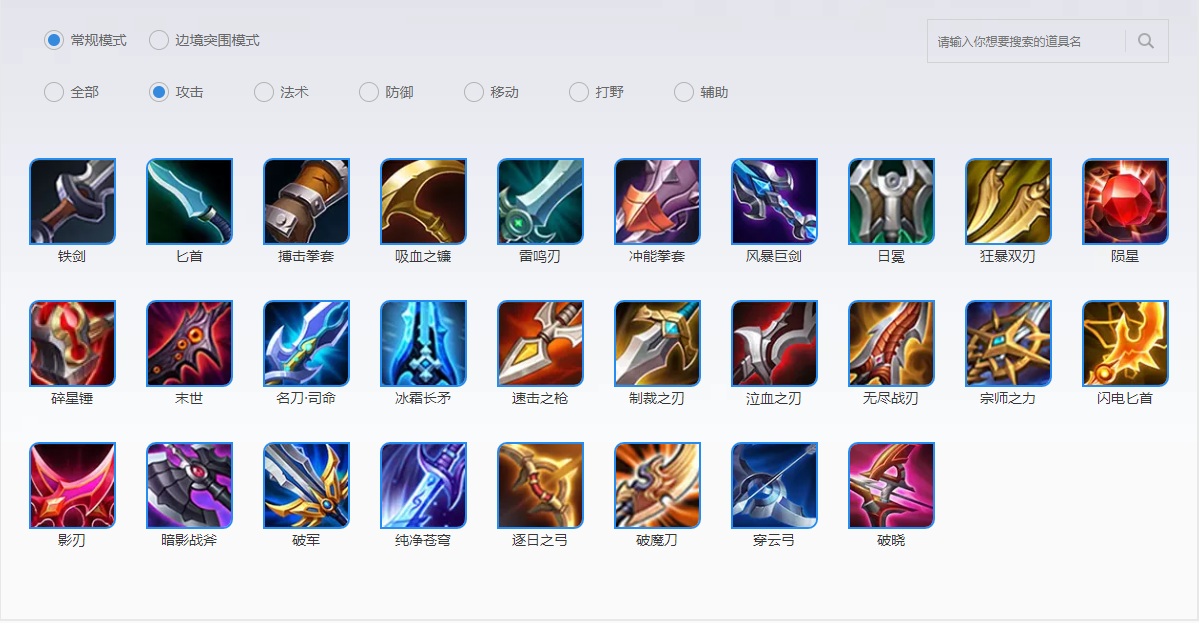 常规模式 边境突围模式 请输入你想要搜索的道具名
全部 攻击 法术 防御 移动 打野 辅助
铁剑 匕首 搏击拳套 吸血之镰 雷鸣刃 冲能拳套 风暴巨剑 日冕 狂暴双刃 陨星
碎星锤 末世 名刀·司命 冰霜长矛 速击之枪 制裁之刃 泣血之刃 无尽战刃 宗师之力 闪电匕首
影刃 暗影战斧 破军 纯净苍穹 逐日之弓 破魔刀 穿云弓 破晓